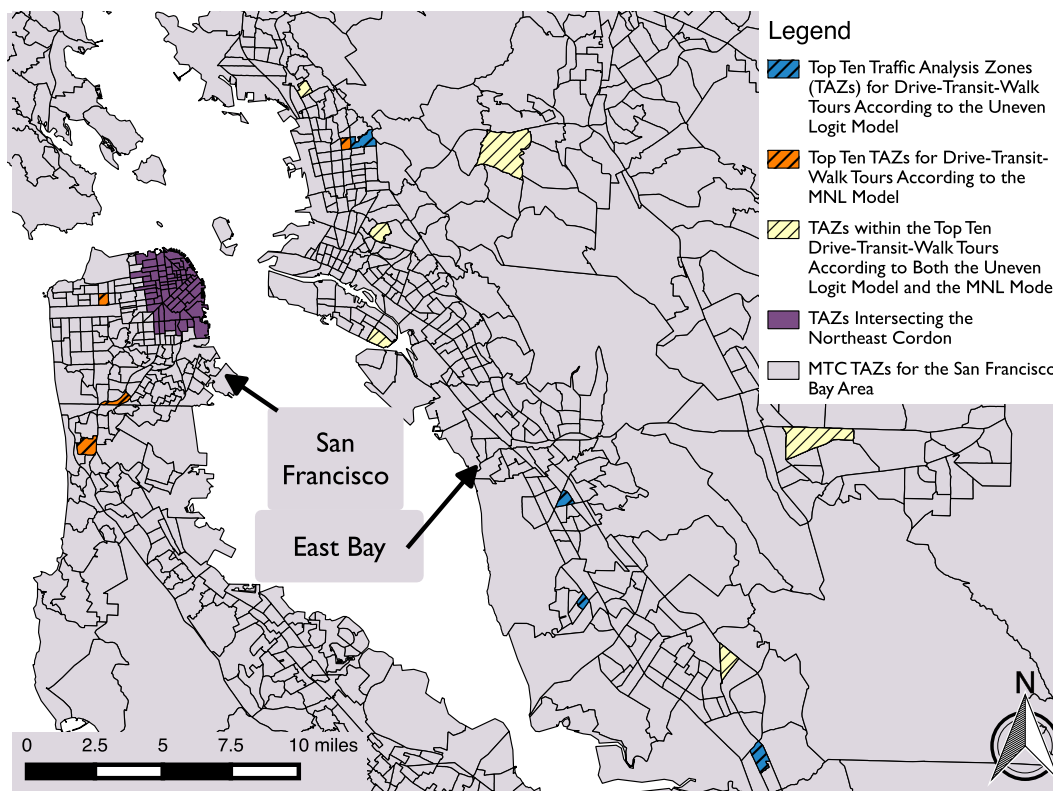 Legend
Top Ten Traffic Analysis Zones
(TAZs) for Drive-Transit-Walk
Tours According to the Uneven
Logit Model
Top Ten TAZs for Drive-Transit-
Walk Tours According to the
MNL Model
TAZs within the Top Ten
Drive-Transit-Walk Tours
According to Both the Uneven
Logit Model and the MNL Mode
TAZs Intersecting the
Northeast Cordon
MTC TAZs for the San Francisco
Bay Area
San
Francisco
East Bay
N
0 2.5 5 7.5 10 miles